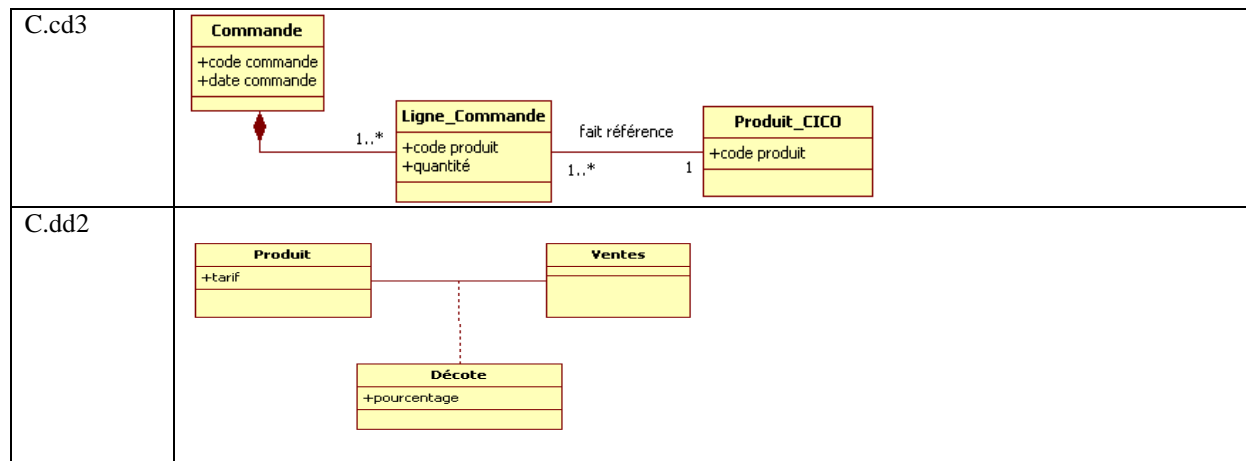 C.cd3
Commande
+code commande
+date commande
1..*
Ligne_Commande
+code produit
+quantité
fait référence
1..*
1
Produit_CICO
+code produit
C.dd2
Produit
+tarif
Ventes
Décote
+pourcentage